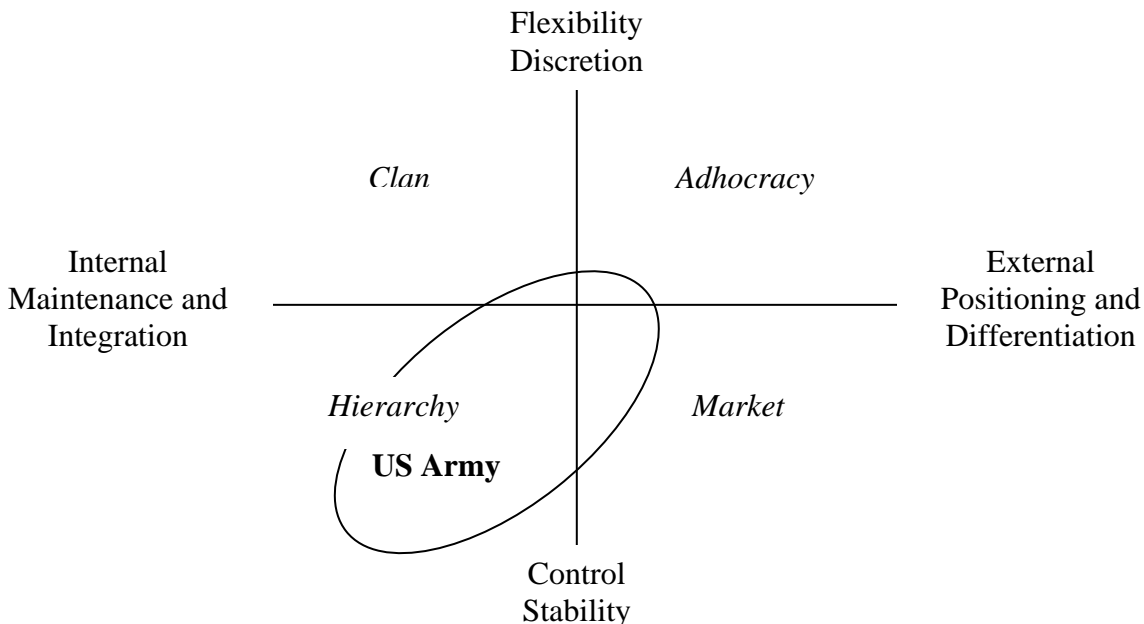 Flexibility
Discretion
Clan
Adhocracy
Internal
Maintenance and
Integration
External
Positioning and
Differentiation
Hierarchy
Market
US Army
Control
Stability